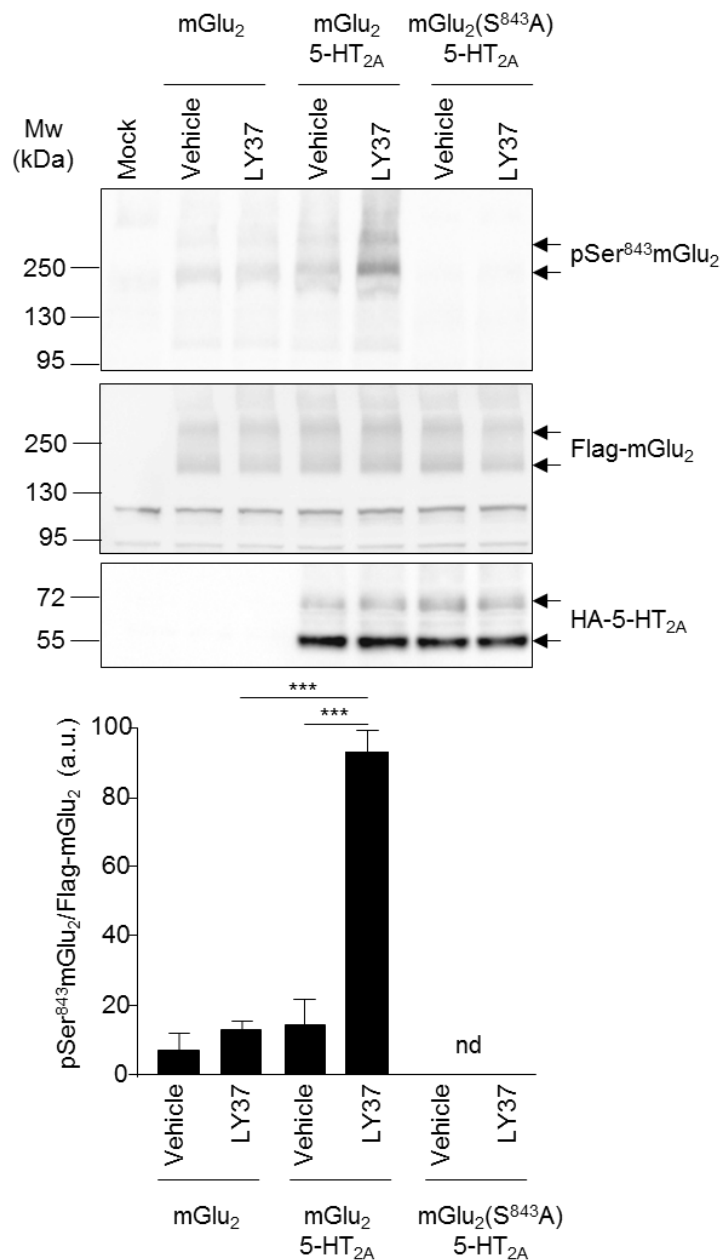 mGlu₂ mGlu₂ mGlu₂(S⁸⁴³A)
5-HT₂A 5-HT₂A
Mw
(kDa)
Mock Vehicle LY37 Vehicle LY37 Vehicle LY37
250
130
95
pSer⁸⁴³mGlu₂
250
130
95
Flag-mGlu₂
72
55
HA-5-HT₂A
***
***
pSer⁸⁴³mGlu₂/Flag-mGlu₂ (a.u.)
100
80
60
40
20
0
nd
Vehicle LY37 Vehicle LY37 Vehicle LY37
mGlu₂ mGlu₂ mGlu₂(S⁸⁴³A)
5-HT₂A 5-HT₂A